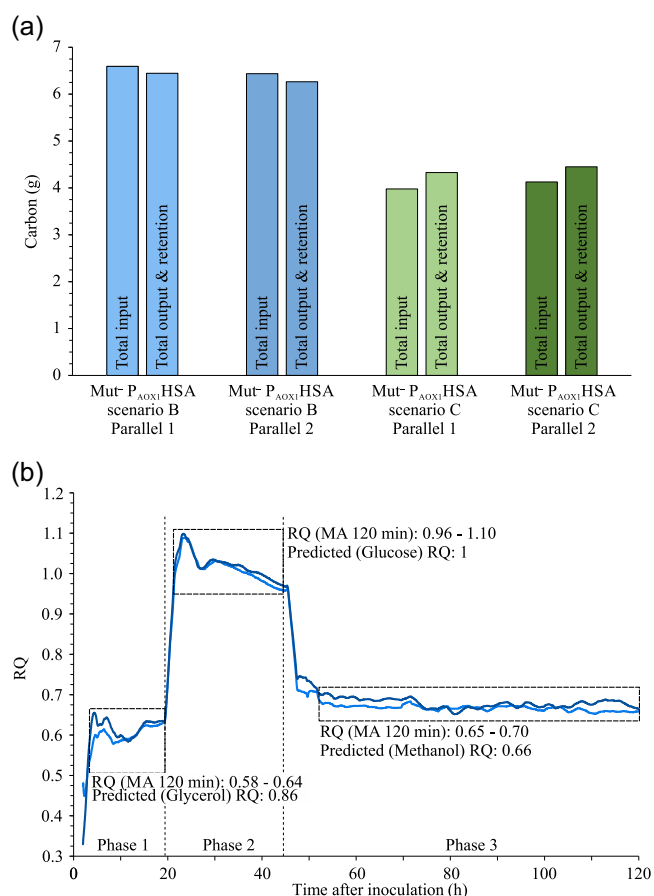 (a)
7
6
5
4
3
2
1
0
Carbon (g)
Total input
Total output & retention
Total input
Total output & retention
Total input
Total output & retention
Total input
Total output & retention
Mut- PAOX1HSA
scenario B
Parallel 1
Mut- PAOX1HSA
scenario B
Parallel 2
Mut- PAOX1HSA
scenario C
Parallel 1
Mut- PAOX1HSA
scenario C
Parallel 2
(b)
1.2
1.1
1.0
0.9
0.8
0.7
0.6
0.5
0.4
0.3
RQ
RQ (MA 120 min): 0.96 - 1.10
Predicted (Glucose) RQ: 1
RQ (MA 120 min): 0.65 - 0.70
Predicted (Methanol) RQ: 0.66
RQ (MA 120 min): 0.58 - 0.64
Predicted (Glycerol) RQ: 0.86
Phase 1
Phase 2
Phase 3
0 20 40 60 80 100 120
Time after inoculation (h)